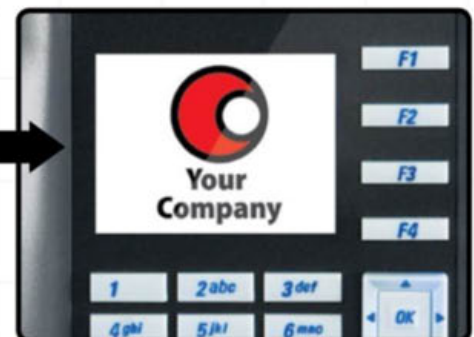 F1
F2
Your
Company
F3
F4
1 2abc 3def
4ghi 5jkl 6mno
OK